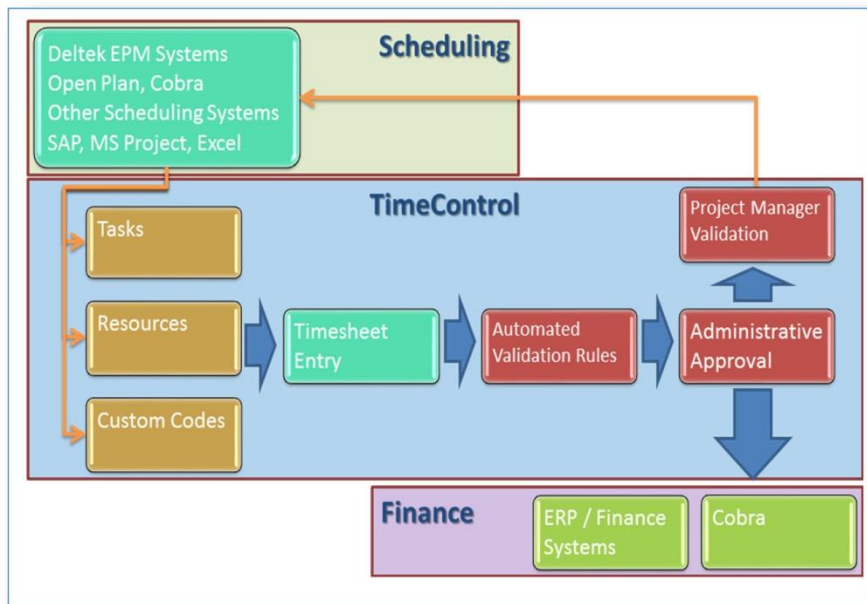 Scheduling
Deltek EPM Systems
Open Plan, Cobra
Other Scheduling Systems
SAP, MS Project, Excel
TimeControl
Tasks
Resources
Custom Codes
Timesheet
Entry
Automated
Validation Rules
Administrative
Approval
Project Manager
Validation
Finance
ERP / Finance
Systems
Cobra